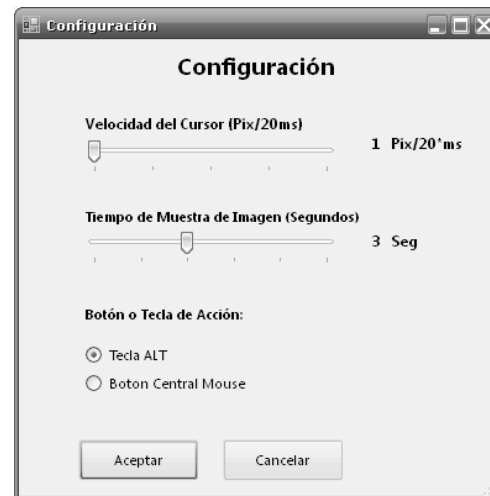 Configuración
Configuración
Velocidad del Cursor (Pix/20ms)
1 Pix/20*ms
Tiempo de Muestra de Imagen (Segundos)
3 Seg
Botón o Tecla de Acción:
Tecla ALT
Boton Central Mouse
Aceptar Cancelar